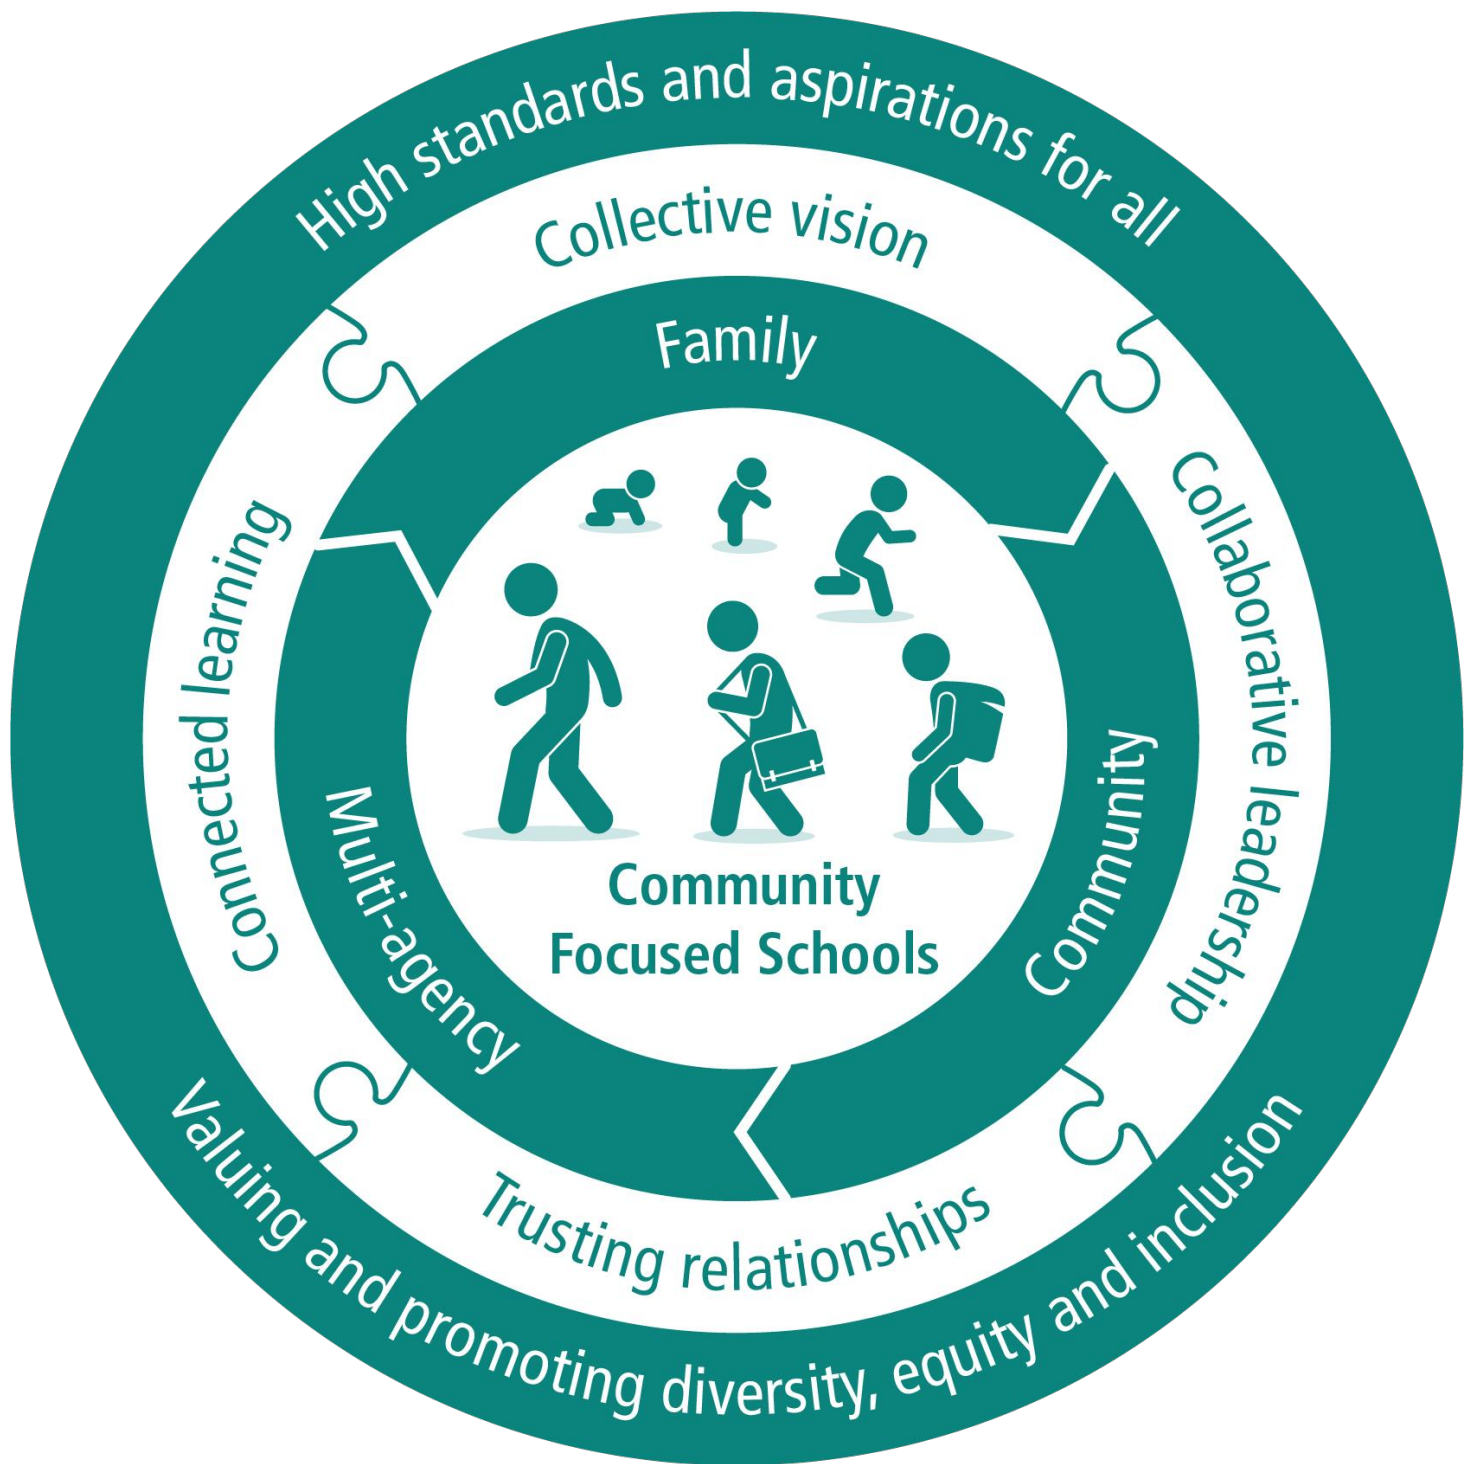 High standards and aspirations for all
Collective vision
Family
Collaborative leadership
Connected learning
Community
Multi-agency
Community
Focused Schools
Trusting relationships
Valuing and promoting diversity, equity and inclusion